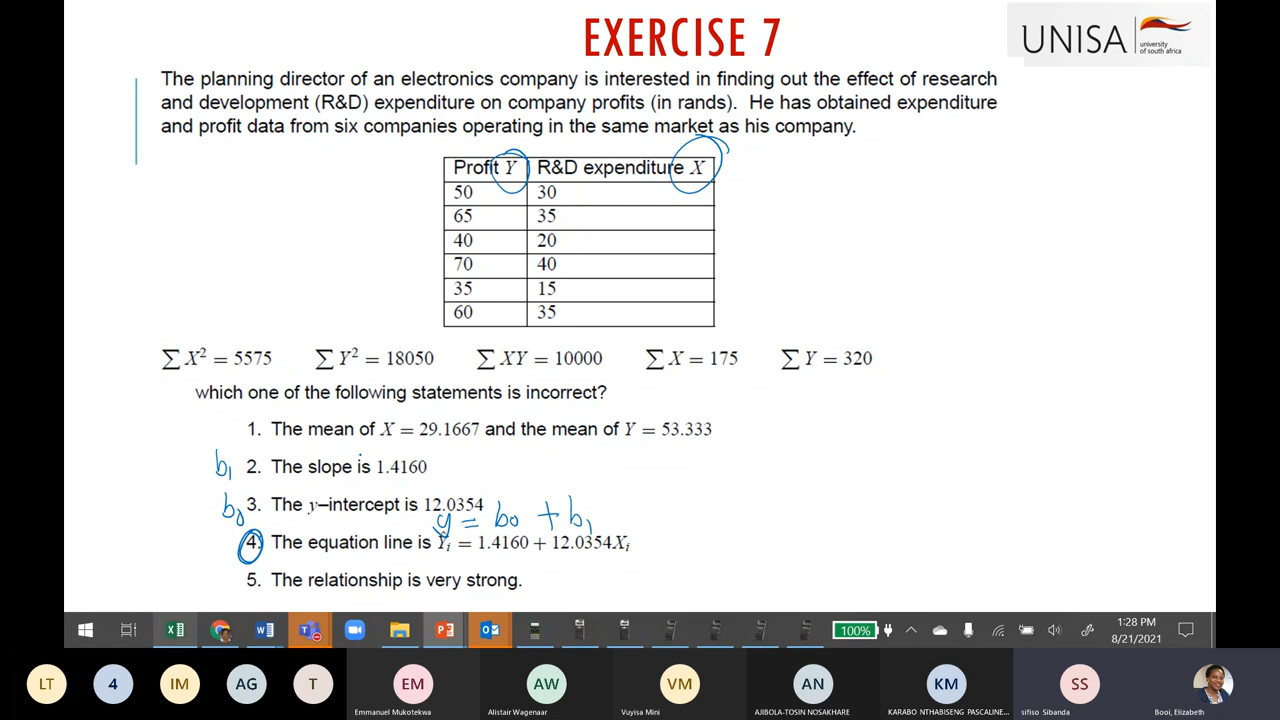 EXERCISE 7
UNISA university of south africa
The planning director of an electronics company is interested in finding out the effect of research
and development (R&D) expenditure on company profits (in rands). He has obtained expenditure
and profit data from six companies operating in the same market as his company.
Profit Y R&D expenditure X
50 30
65 35
40 20
70 40
35 15
60 35
∑X² = 5575 ∑Y² = 18050 ∑XY = 10000 ∑X = 175 ∑Y = 320
which one of the following statements is incorrect?
1. The mean of X = 29.1667 and the mean of Y = 53.333
b₁ 2. The slope is 1.4160
b₀ 3. The y–intercept is 12.0354
y = b₀ + b₁
4. The equation line is Yᵢ = 1.4160 + 12.0354Xᵢ
5. The relationship is very strong.
100% 1:28 PM
8/21/2021
LT 4 IM AG T EM AW VM AN KM SS
Emmanuel Mukotekwa Alistair Wagenaar Vuyisa Mini AJIBOLA-TOSIN NOSAKHARE KARABO NTHABISENG PASCALINE... sifiso Sibanda Booi, Elizabeth